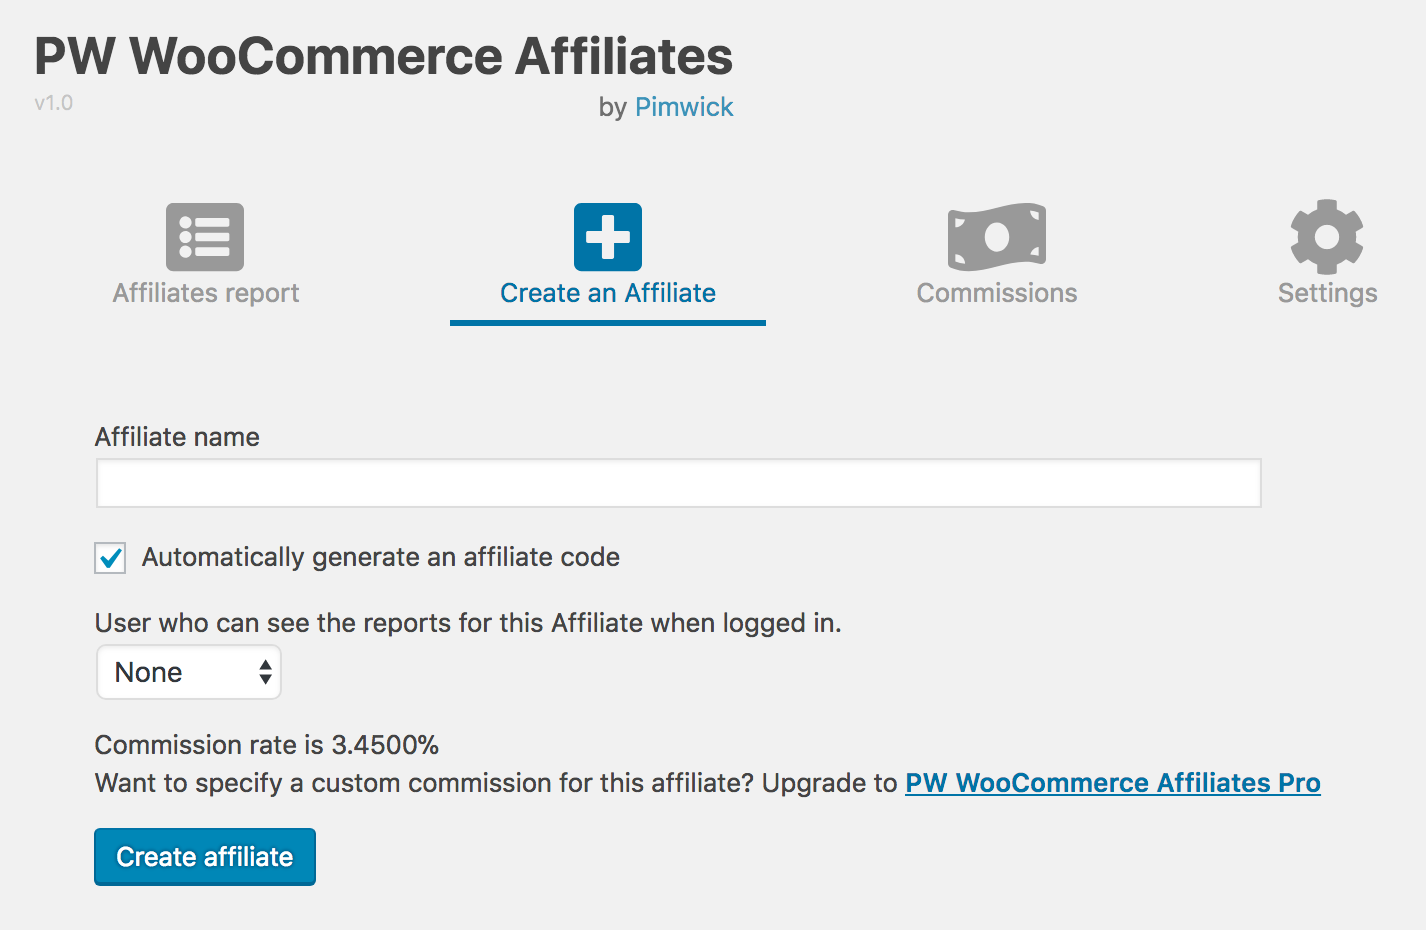 PW WooCommerce Affiliates
v1.0
by Pimwick
Affiliates report
Create an Affiliate
Commissions
Settings
Affiliate name
Automatically generate an affiliate code
User who can see the reports for this Affiliate when logged in.
None
Commission rate is 3.4500%
Want to specify a custom commission for this affiliate? Upgrade to PW WooCommerce Affiliates Pro
Create affiliate